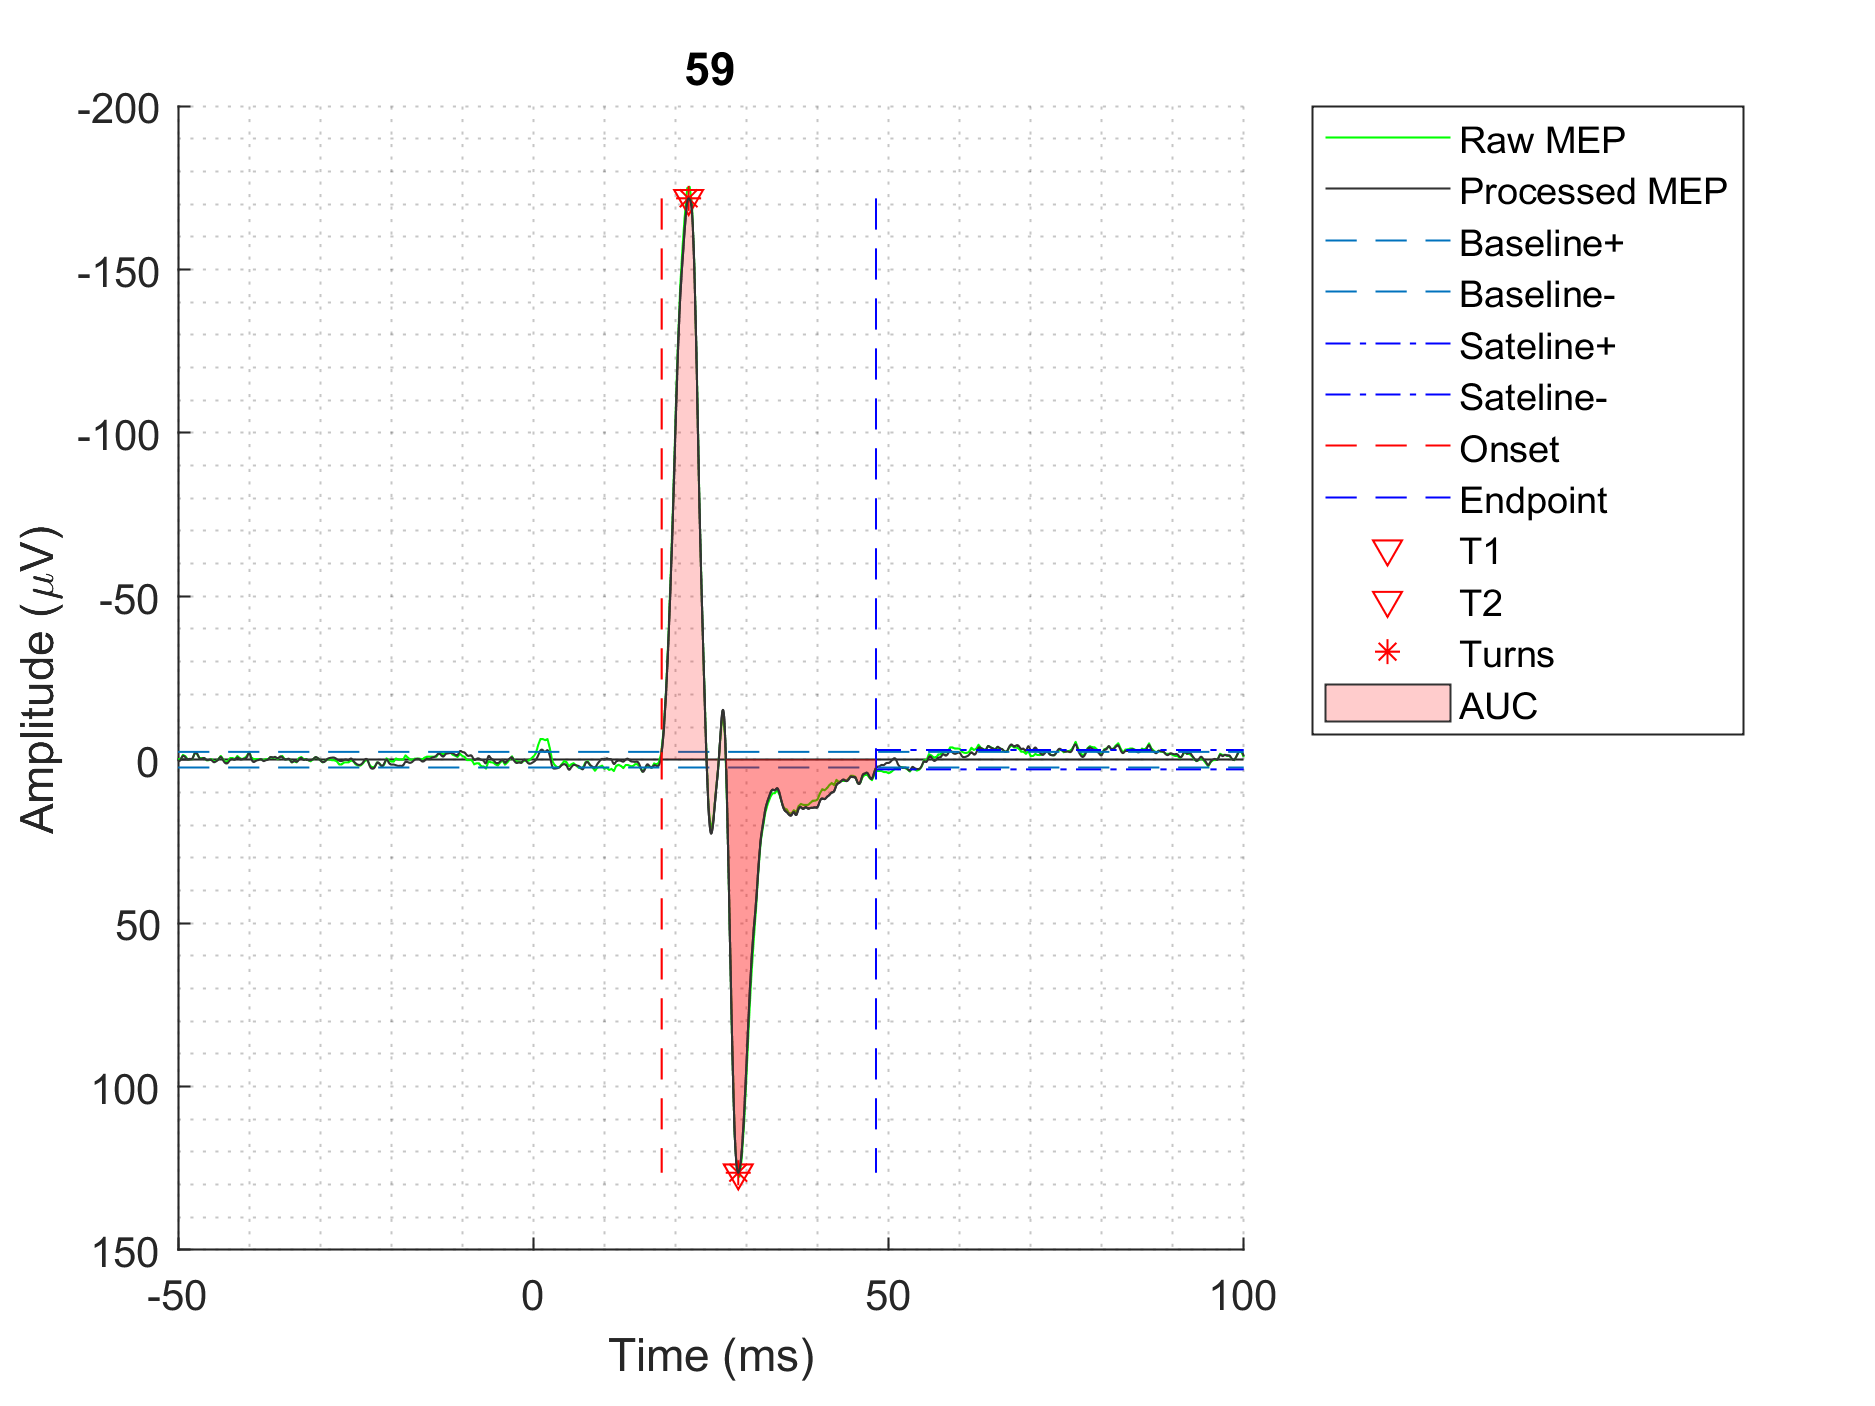 59
-200
-150
-100
-50
0
50
100
150
Amplitude (μV)
-50 0 50 100
Time (ms)
Raw MEP
Processed MEP
Baseline+
Baseline-
Sateline+
Sateline-
Onset
Endpoint
T1
T2
Turns
AUC